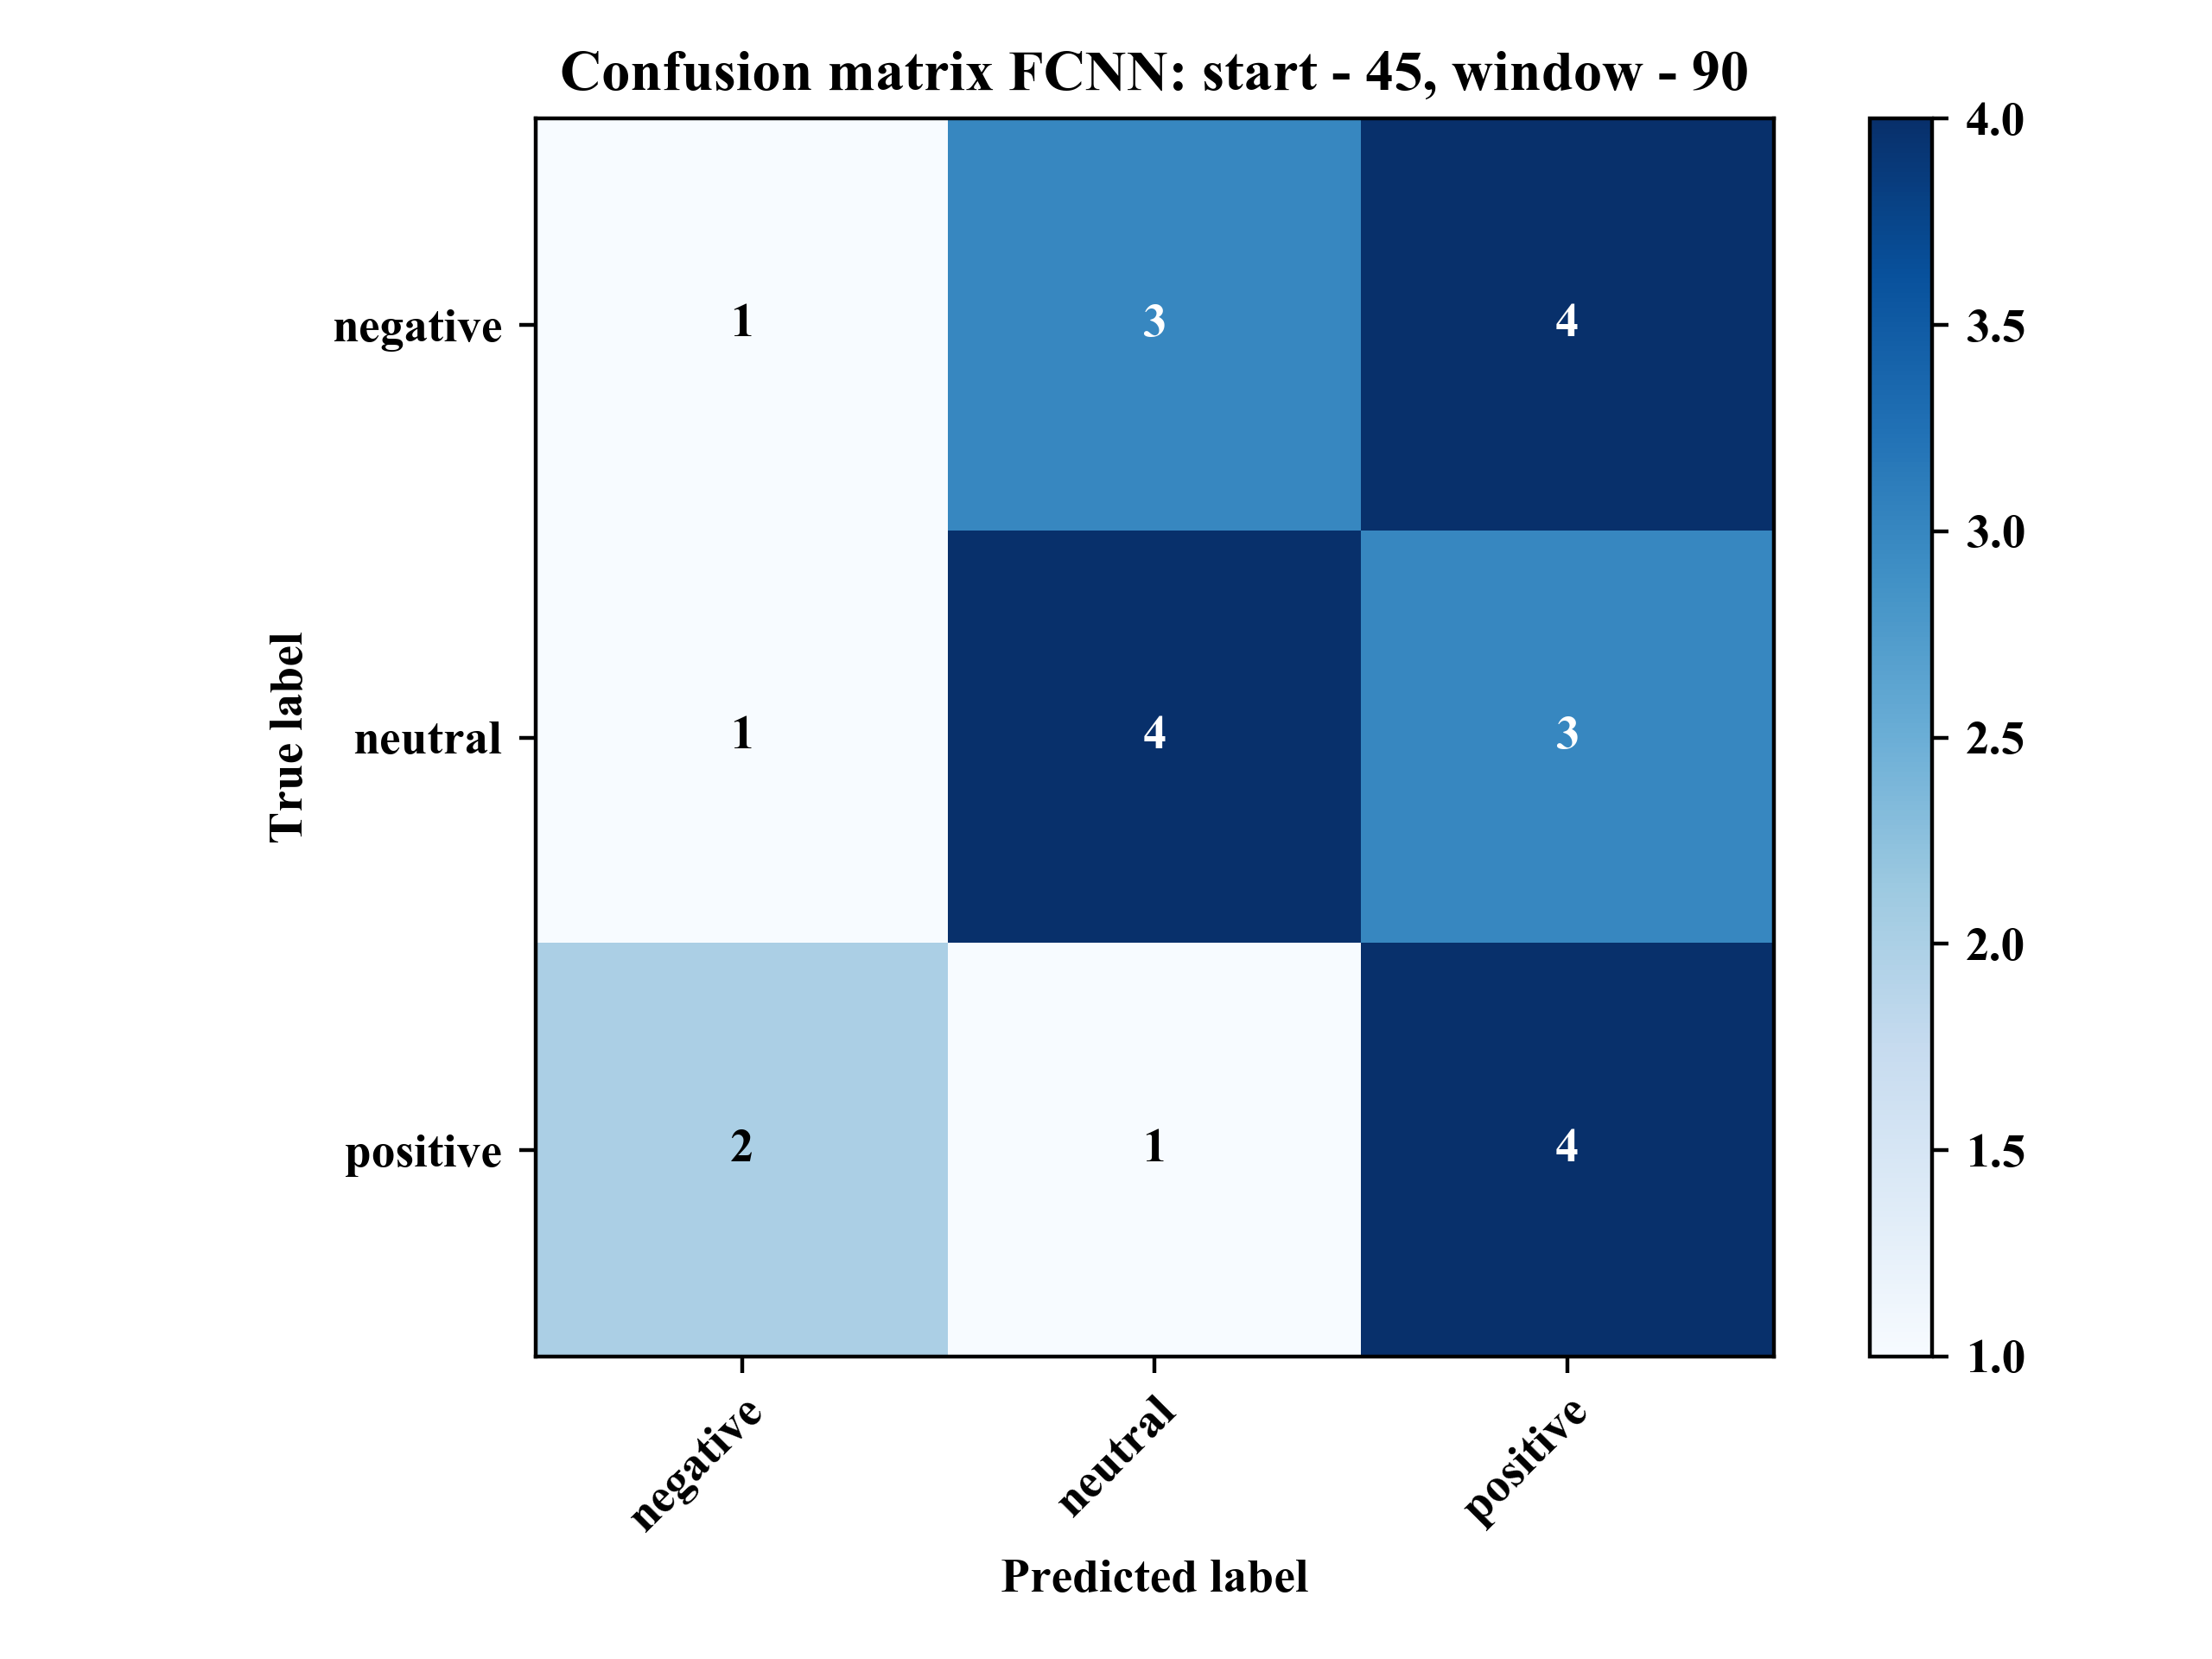 Confusion matrix FCNN: start - 45, window - 90
True label
negative
neutral
positive
1 3 4
1 4 3
2 1 4
negative
neutral
positive
Predicted label
4.0
3.5
3.0
2.5
2.0
1.5
1.0